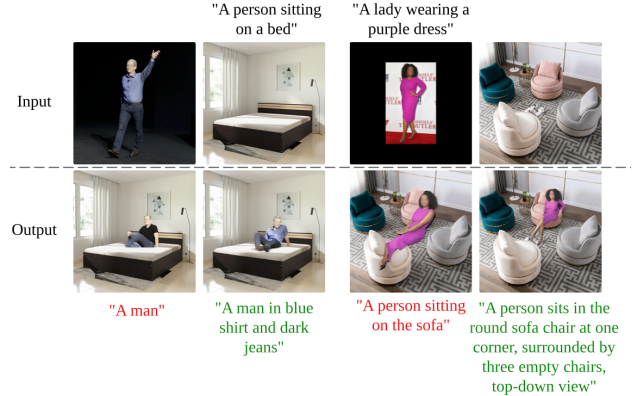 "A person sitting
on a bed"
"A lady wearing a
purple dress"
Input
Output
"A man"
"A man in blue
shirt and dark
jeans"
"A person sitting
on the sofa"
"A person sits in the
round sofa chair at one
corner, surrounded by
three empty chairs,
top-down view"